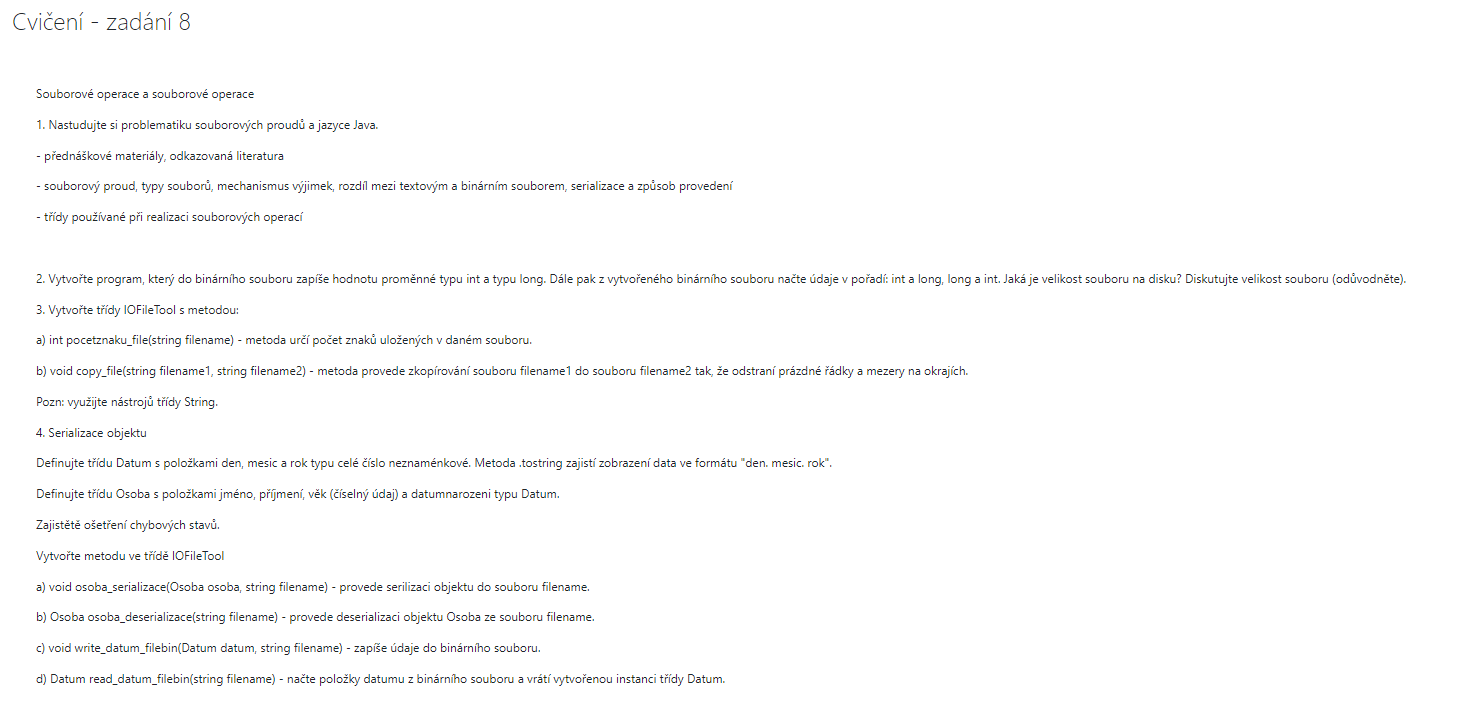 Cvičení - zadání 8
Souborové operace a souborové operace
1. Nastudujte si problematiku souborových proudů a jazyce Java.
- přednáškové materiály, odkazovaná literatura
- souborový proud, typy souborů, mechanismus výjimek, rozdíl mezi textovým a binárním souborem, serializace a způsob provedení
- třídy používané při realizaci souborových operací
2. Vytvořte program, který do binárního souboru zapíše hodnotu proměnné typu int a typu long. Dále pak z vytvořeného binárního souboru načte údaje v pořadí: int a long, long a int. Jaká je velikost souboru na disku? Diskutujte velikost souboru (odůvodněte).
3. Vytvořte třídy IOFileTool s metodou:
a) int pocetznaku_file(string filename) - metoda určí počet znaků uložených v daném souboru.
b) void copy_file(string filename1, string filename2) - metoda provede zkopírování souboru filename1 do souboru filename2 tak, že odstraní prázdné řádky a mezery na okrajích.
Pozn: využijte nástrojů třídy String.
4. Serializace objektu
Definujte třídu Datum s položkami den, mesic a rok typu celé číslo neznaménkové. Metoda .tostring zajistí zobrazení data ve formátu "den. mesic. rok".
Definujte třídu Osoba s položkami jméno, příjmení, věk (číselný údaj) a datumnarozeni typu Datum.
Zajistětě ošetření chybových stavů.
Vytvořte metodu ve třídě IOFileTool
a) void osoba_serializace(Osoba osoba, string filename) - provede serilizaci objektu do souboru filename.
b) Osoba osoba_deserializace(string filename) - provede deserializaci objektu Osoba ze souboru filename.
c) void write_datum_filebin(Datum datum, string filename) - zapíše údaje do binárního souboru.
d) Datum read_datum_filebin(string filename) - načte položky datumu z binárního souboru a vrátí vytvořenou instanci třídy Datum.